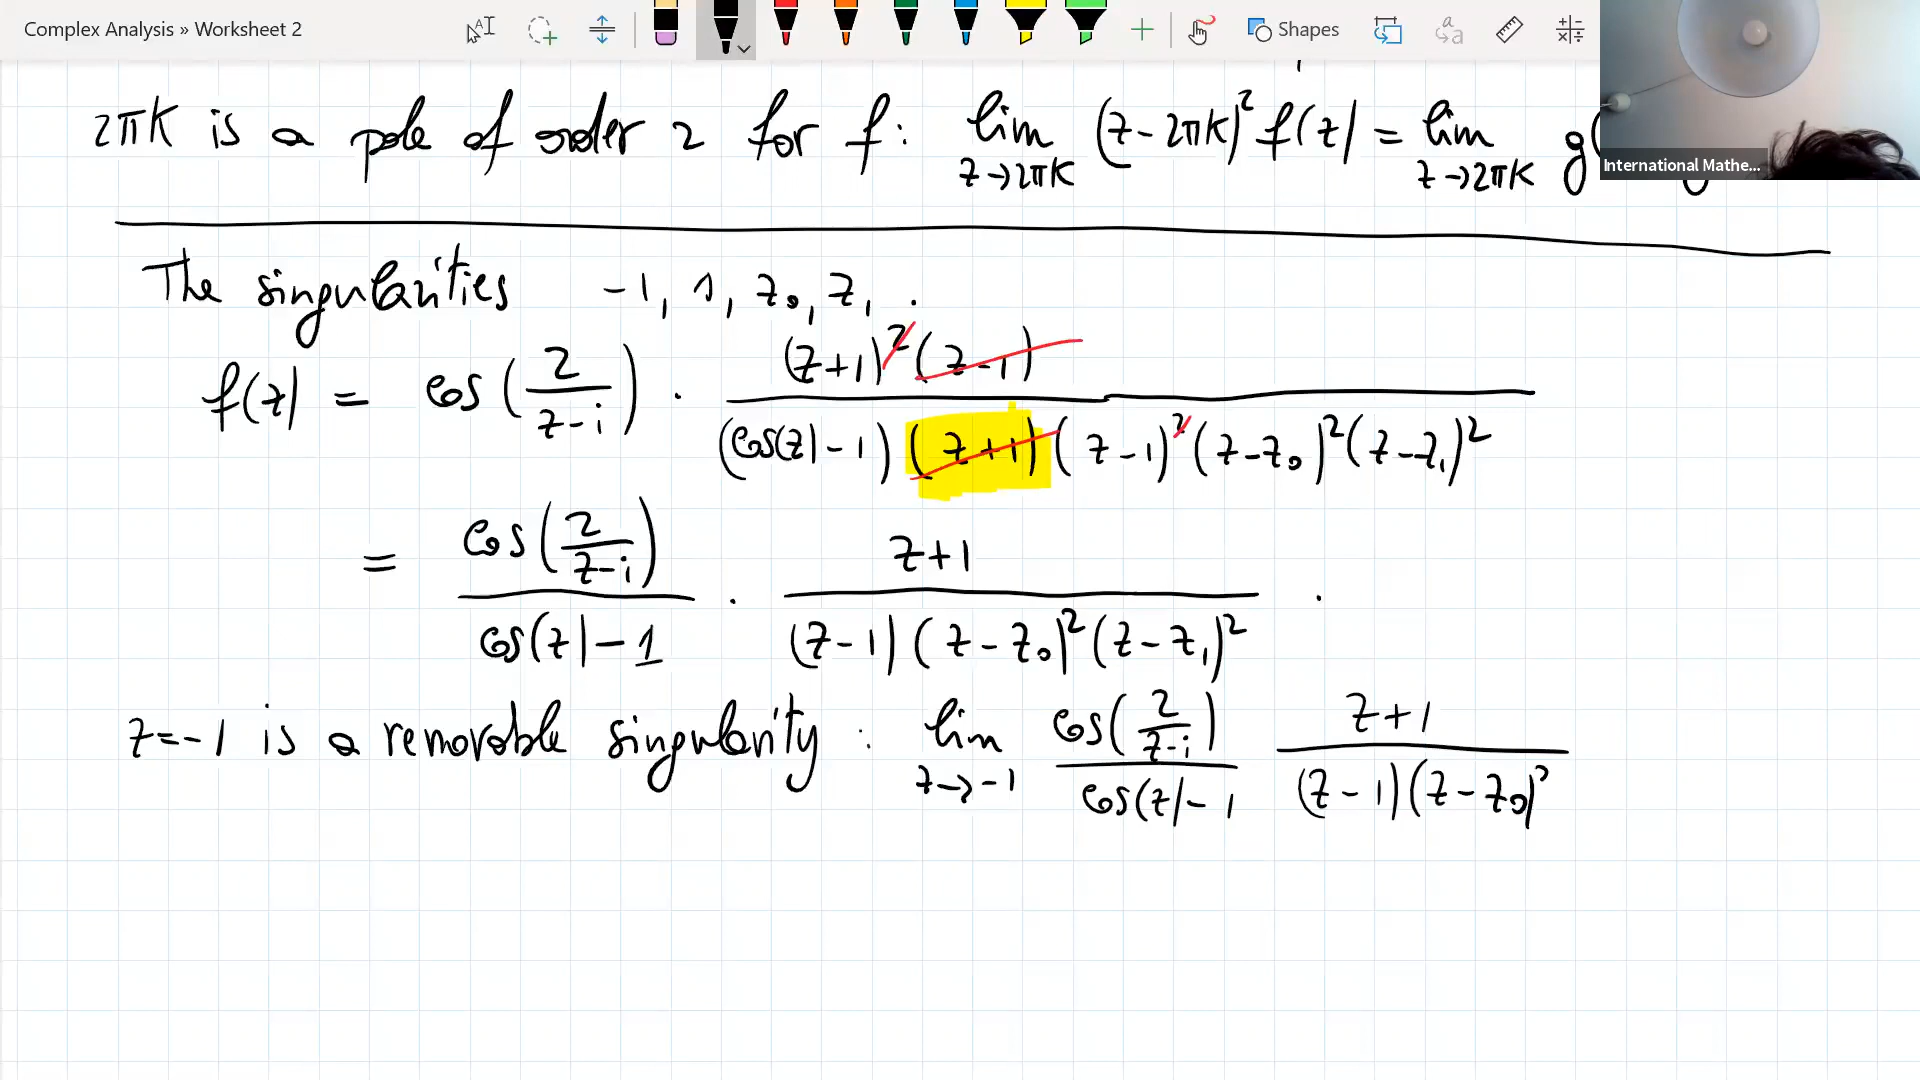 Complex Analysis » Worksheet 2
Shapes
International Mathe...
2πk is a pole of order 2 for f: lim_{z→2πk} (z-2πk)² f(z) = lim_{z→2πk} g(
The singularities -1, 1, z₀, z₁.
f(z) = cos(2/(z-i)) · (z+1)²(z-1) / ((cos(z)-1)(z+1)(z-1)²(z-z₀)²(z-z₁)²)
= cos(2/(z-i)) / (cos(z)-1) · (z+1) / ((z-1)(z-z₀)²(z-z₁)²) .
z=-1 is a removable singularity: lim_{z→-1} cos(2/(z-i)) / (cos(z)-1) (z+1) / ((z-1)(z-z₀)²